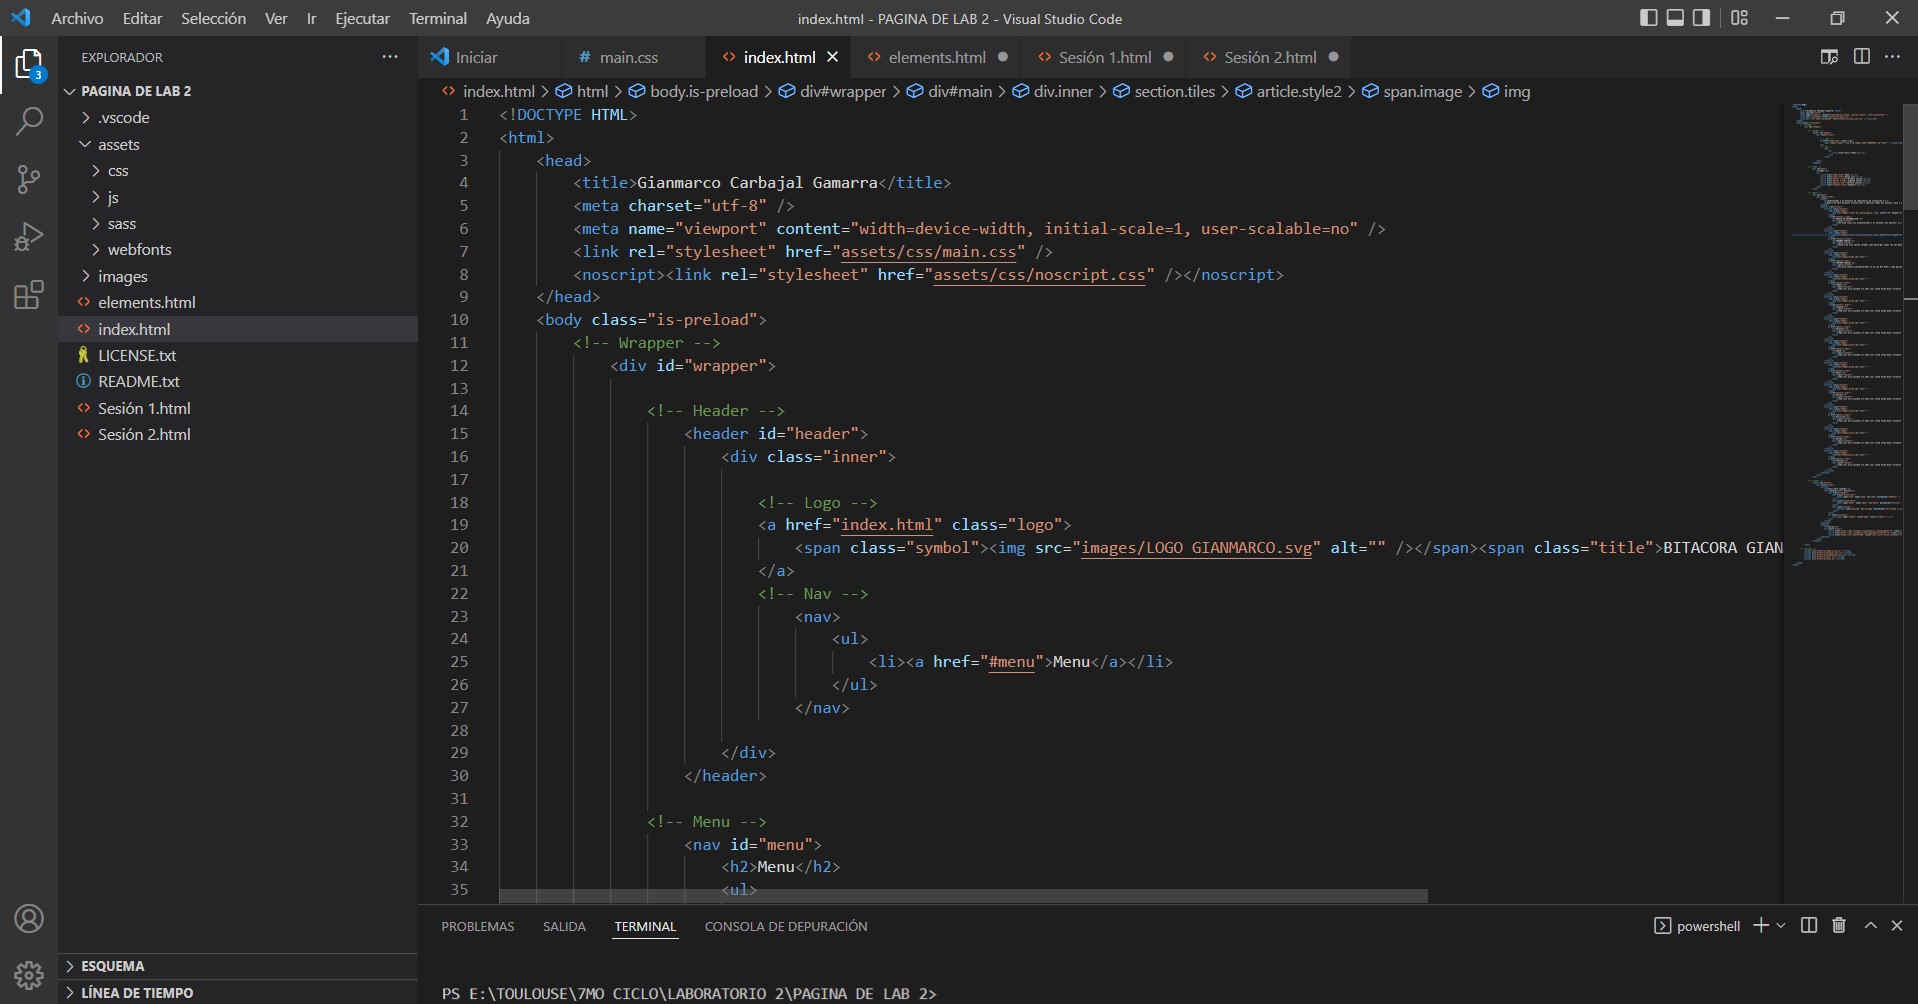 Archivo Editar Selección Ver Ir Ejecutar Terminal Ayuda
index.html - PAGINA DE LAB 2 - Visual Studio Code
3
EXPLORADOR
PAGINA DE LAB 2
.vscode
assets
css
js
sass
webfonts
images
elements.html
index.html
LICENSE.txt
README.txt
Sesión 1.html
Sesión 2.html
ESQUEMA
LÍNEA DE TIEMPO
Iniciar # main.css <> index.html <> elements.html <> Sesión 1.html <> Sesión 2.html
<> index.html > html > body.is-preload > div#wrapper > div#main > div.inner > section.tiles > article.style2 > span.image > img
1 <!DOCTYPE HTML>
2 <html>
3 <head>
4 <title>Gianmarco Carbajal Gamarra</title>
5 <meta charset="utf-8" />
6 <meta name="viewport" content="width=device-width, initial-scale=1, user-scalable=no" />
7 <link rel="stylesheet" href="assets/css/main.css" />
8 <noscript><link rel="stylesheet" href="assets/css/noscript.css" /></noscript>
9 </head>
10 <body class="is-preload">
11 <!-- Wrapper -->
12 <div id="wrapper">
13
14 <!-- Header -->
15 <header id="header">
16 <div class="inner">
17
18 <!-- Logo -->
19 <a href="index.html" class="logo">
20 <span class="symbol"><img src="images/LOGO GIANMARCO.svg" alt="" /></span><span class="title">BITACORA GIAN
21 </a>
22 <!-- Nav -->
23 <nav>
24 <ul>
25 <li><a href="#menu">Menu</a></li>
26 </ul>
27 </nav>
28
29 </div>
30 </header>
31
32 <!-- Menu -->
33 <nav id="menu">
34 <h2>Menu</h2>
35 <ul>
PROBLEMAS SALIDA TERMINAL CONSOLA DE DEPURACIÓN
powershell
PS E:\TOULOUSE\7MO CICLO\LABORATORIO 2\PAGINA DE LAB 2>